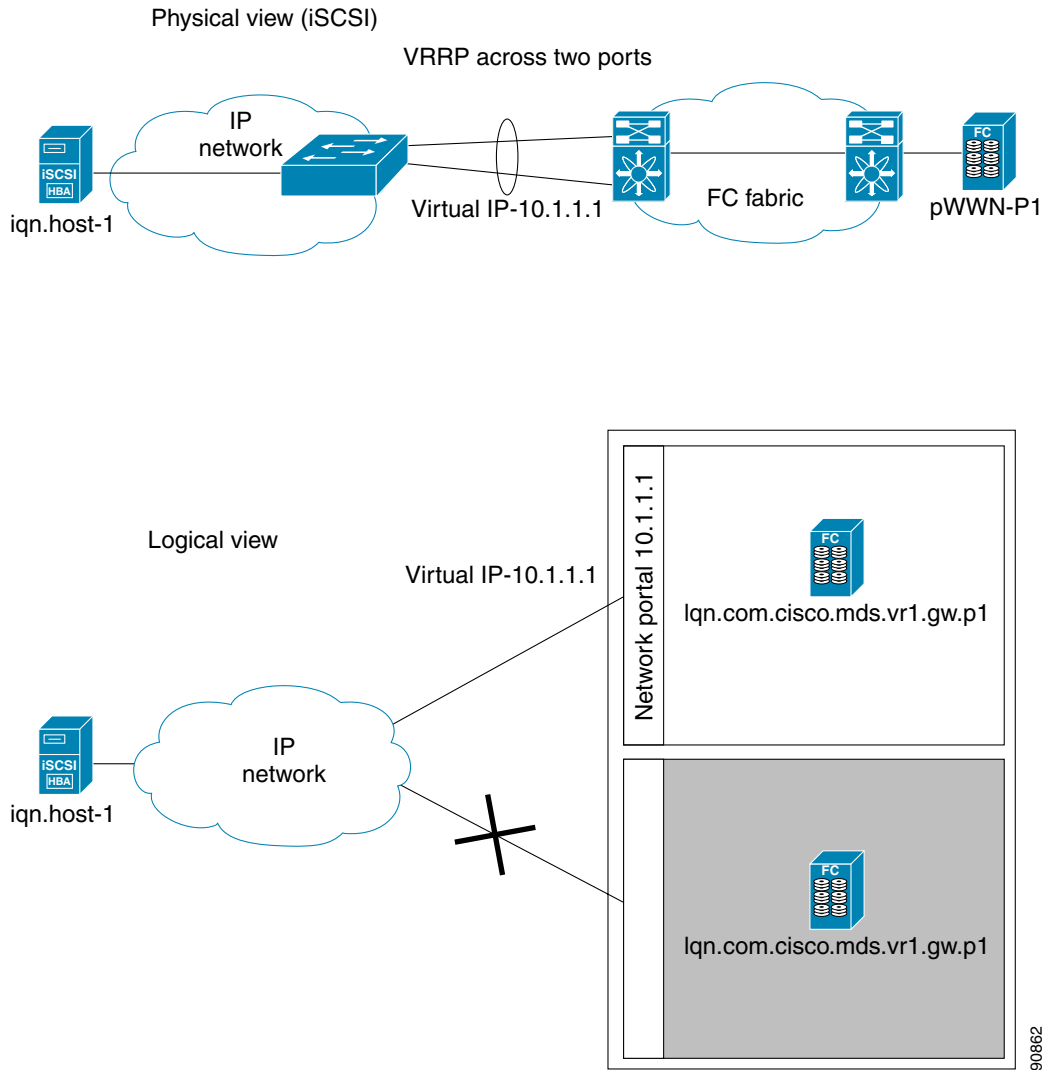 Physical view (iSCSI)
VRRP across two ports
IP
network
iSCSI
HBA
iqn.host-1
Virtual IP-10.1.1.1
FC fabric
FC
pWWN-P1
Logical view
Virtual IP-10.1.1.1
Network portal 10.1.1.1
FC
lqn.com.cisco.mds.vr1.gw.p1
iSCSI
HBA
iqn.host-1
IP
network
FC
lqn.com.cisco.mds.vr1.gw.p1
90862